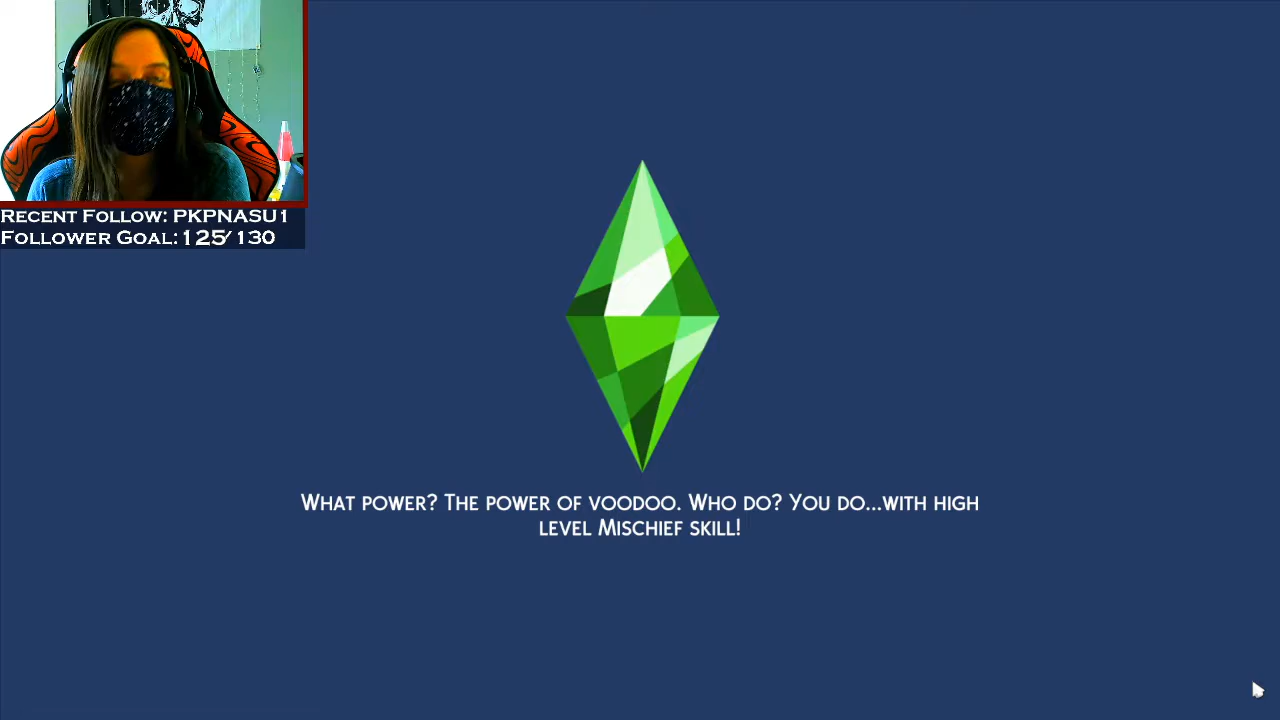 Recent Follow: PKPNASU1
Follower Goal: 125/130
What power? The power of voodoo. Who do? You do...with high
level Mischief skill!